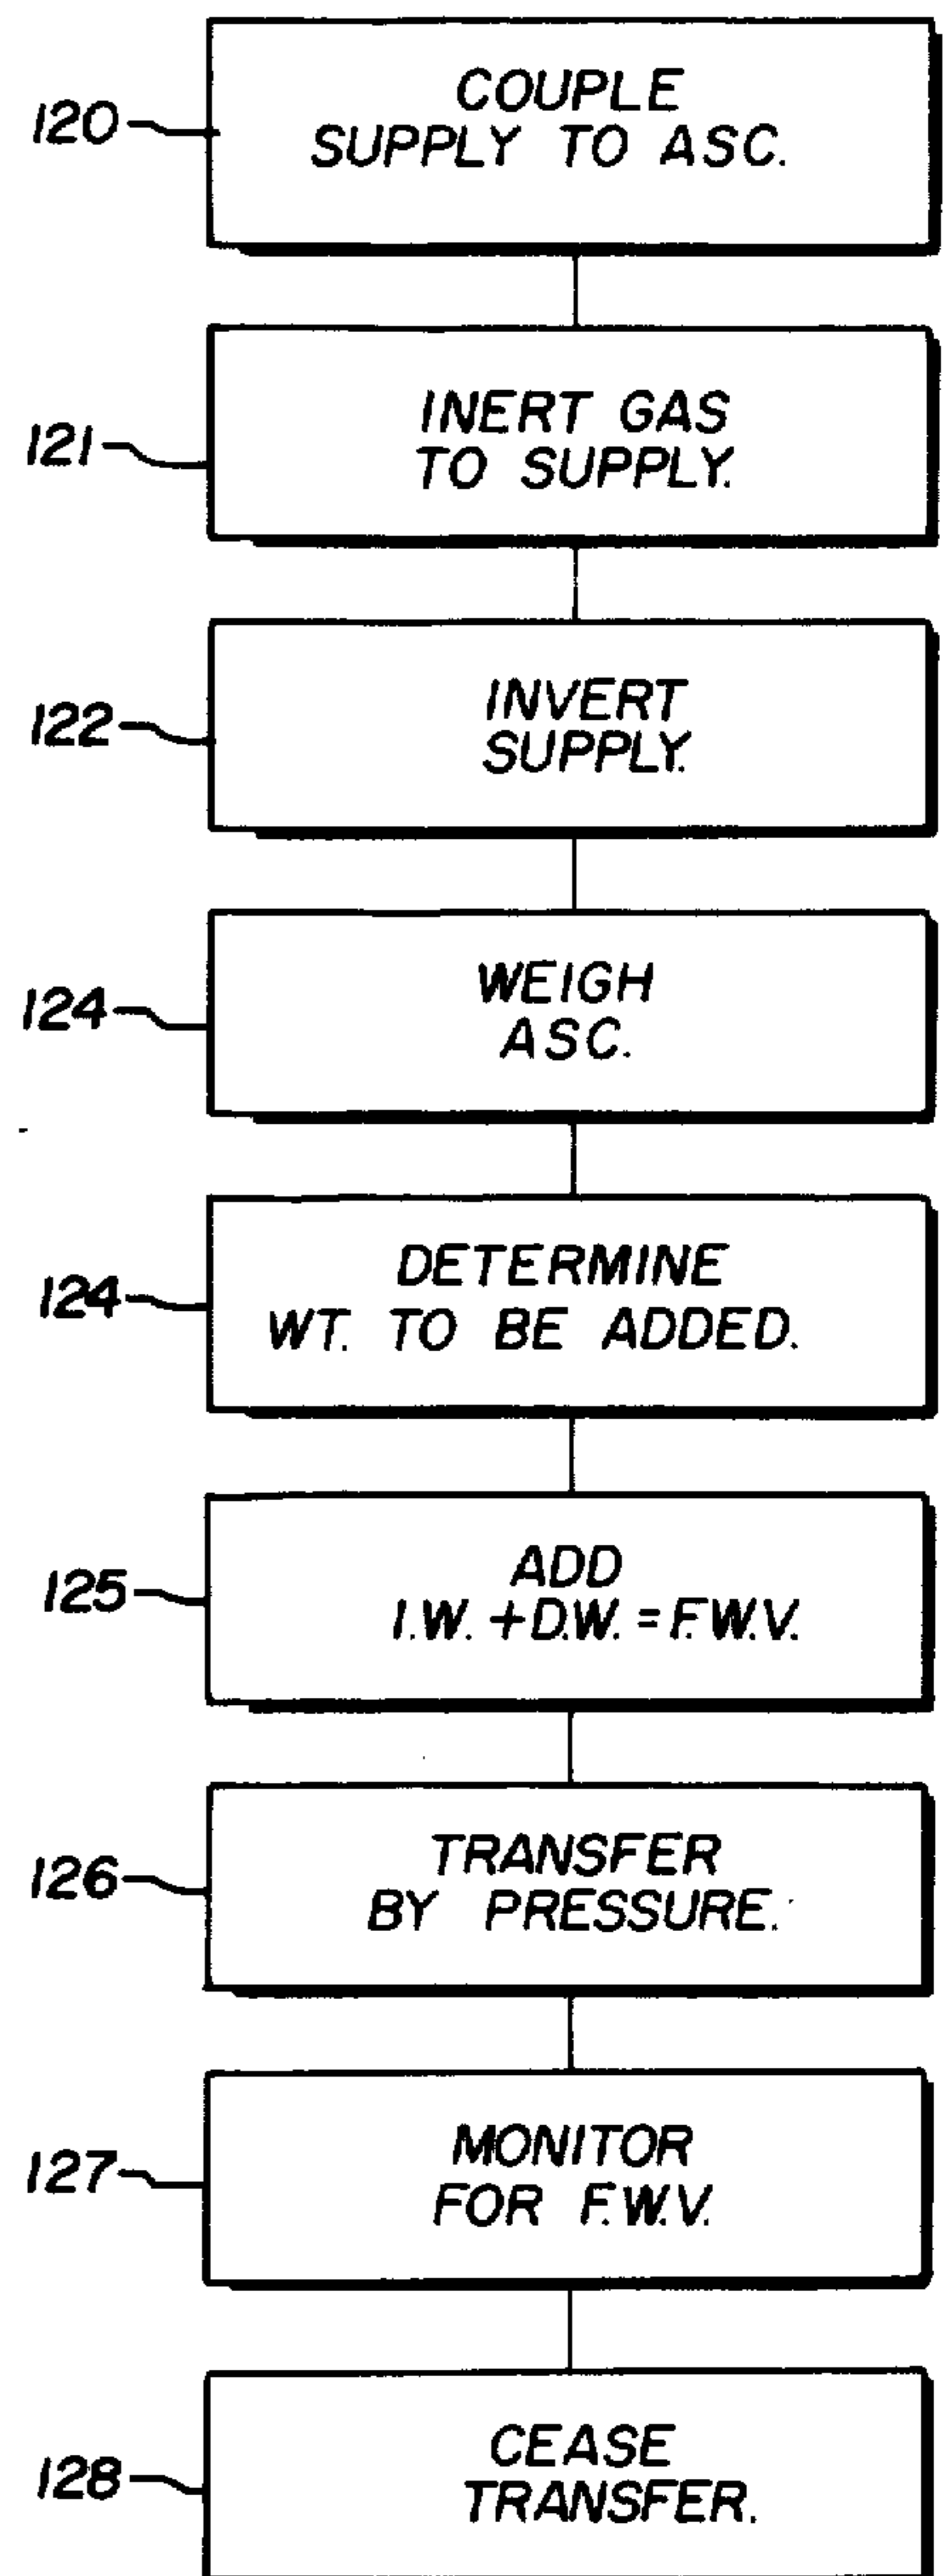 120
COUPLE
SUPPLY TO ASC.
121
INERT GAS
TO SUPPLY.
122
INVERT
SUPPLY.
124
WEIGH
ASC.
124
DETERMINE
WT. TO BE ADDED.
125
ADD
I.W. + D.W. = F.W.V.
126
TRANSFER
BY PRESSURE.
127
MONITOR
FOR F.W.V.
128
CEASE
TRANSFER.